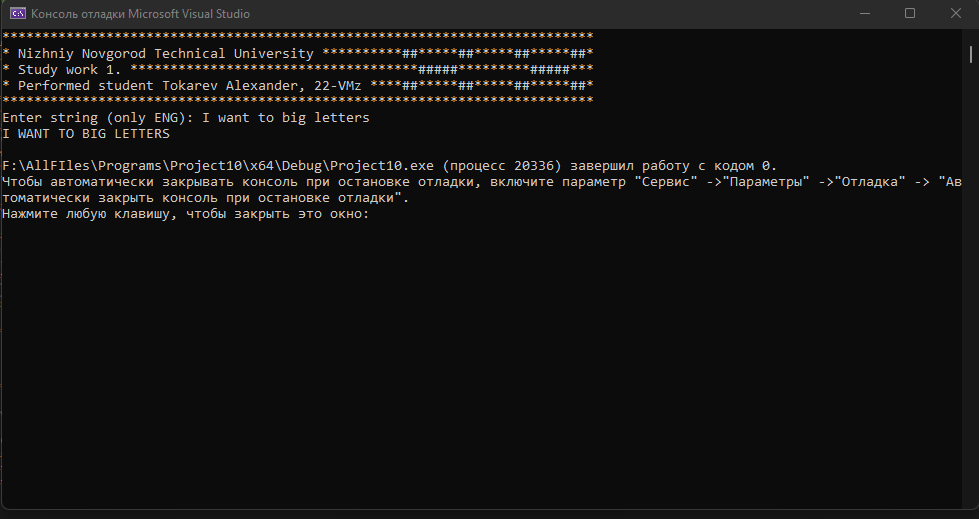 Консоль отладки Microsoft Visual Studio
**************************************************************************
* Nizhniy Novgorod Technical University **********##*****##*****##*****##*
* Study work 1. ************************************#####*********#####***
* Performed student Tokarev Alexander, 22-VMz ****##*****##*****##*****##*
**************************************************************************
Enter string (only ENG): I want to big letters
I WANT TO BIG LETTERS
F:\AllFIles\Programs\Project10\x64\Debug\Project10.exe (процесс 20336) завершил работу с кодом 0.
Чтобы автоматически закрывать консоль при остановке отладки, включите параметр "Сервис" ->"Параметры" ->"Отладка" -> "Ав
томатически закрыть консоль при остановке отладки".
Нажмите любую клавишу, чтобы закрыть это окно: